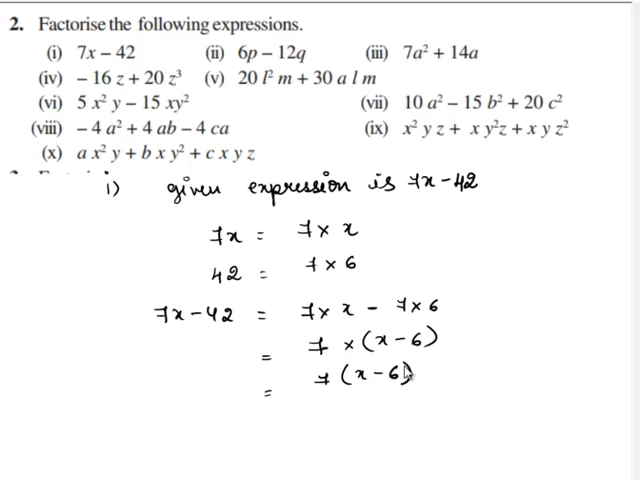 2. Factorise the following expressions.
(i) 7x – 42 (ii) 6p – 12q (iii) 7a² + 14a
(iv) – 16 z + 20 z³ (v) 20 l² m + 30 a l m
(vi) 5 x² y – 15 xy² (vii) 10 a² – 15 b² + 20 c²
(viii) – 4 a² + 4 ab – 4 ca (ix) x² y z + x y²z + x y z²
(x) a x² y + b x y² + c x y z
i) given expression is 7x - 42
7x = 7 × x
42 = 7 × 6
7x - 42 = 7 × x - 7 × 6
= 7 × (x - 6)
= 7 (x - 6)